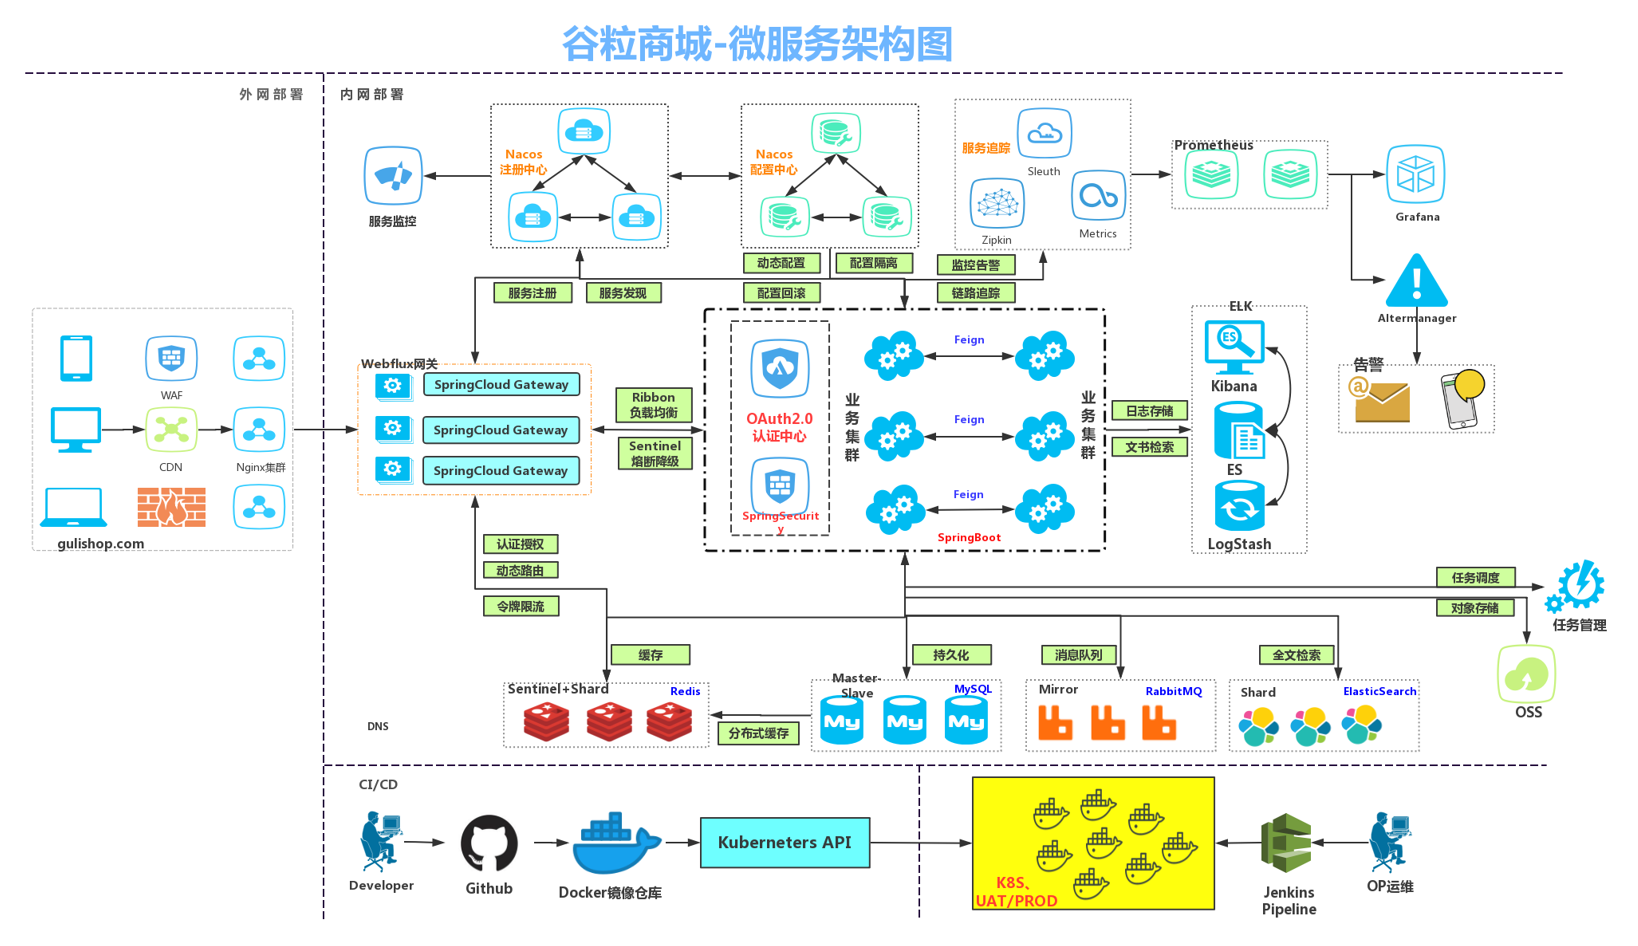 谷粒商城-微服务架构图
外网部署
内网部署
Nacos
注册中心
Nacos
配置中心
服务追踪
Sleuth
Zipkin
Metrics
Prometheus
Grafana
服务监控
动态配置
配置隔离
监控告警
服务注册
服务发现
配置回滚
链路追踪
Altermanager
告警
@
WAF
CDN
Nginx集群
gulishop.com
Webflux网关
SpringCloud Gateway
SpringCloud Gateway
SpringCloud Gateway
Ribbon
负载均衡
Sentinel
熔断降级
OAuth2.0
认证中心
SpringSecurit
y
业务集群
Feign
Feign
Feign
SpringBoot
业务集群
日志存储
文书检索
ELK
ES
Kibana
ES
LogStash
认证授权
动态路由
令牌限流
任务调度
对象存储
任务管理
OSS
缓存
持久化
消息队列
全文检索
Sentinel+Shard
Redis
Master-
Slave
MySQL
My
My
My
Mirror
RabbitMQ
Shard
ElasticSearch
分布式缓存
DNS
CI/CD
Developer
Github
Docker镜像仓库
Kuberneters API
K8S、
UAT/PROD
Jenkins
Pipeline
OP运维